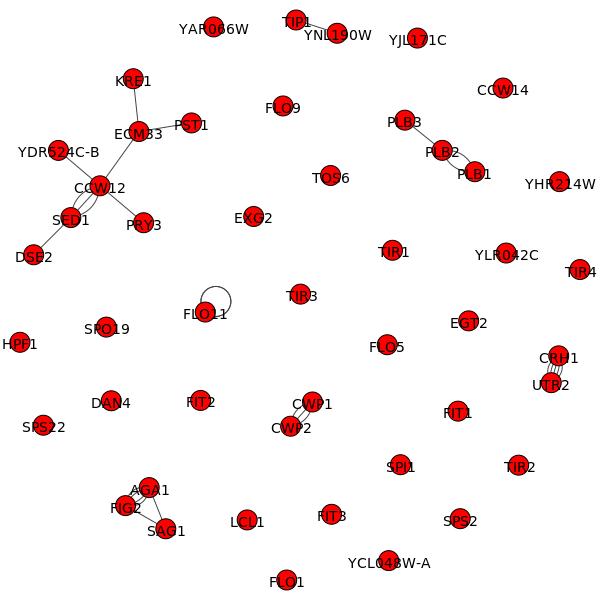 TIP1
YAR066W
YNL190W
YJL171C
KRE1
CCW14
FLO9
PLB3
PST1
ECM33
YDR524C-B
PLB2
PLB1
TOS6
YHR214W
CCW12
SED1
EXG2
PRY3
DSE2
TIR1
YLR042C
TIR4
TIR3
FLO11
EGT2
SPO19
HPF1
FLO5
CRH1
UTR2
DAN4
FIT2
CWP1
FIT1
SPS22
CWP2
SPI1
TIR2
AGA1
FIG2
FIT3
LCL1
SPS2
SAG1
YCL048W-A
FLO1